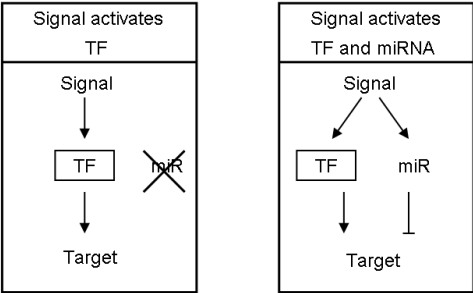 Signal activates
TF
Signal
TF
miR
Target
Signal activates
TF and miRNA
Signal
TF
miR
Target